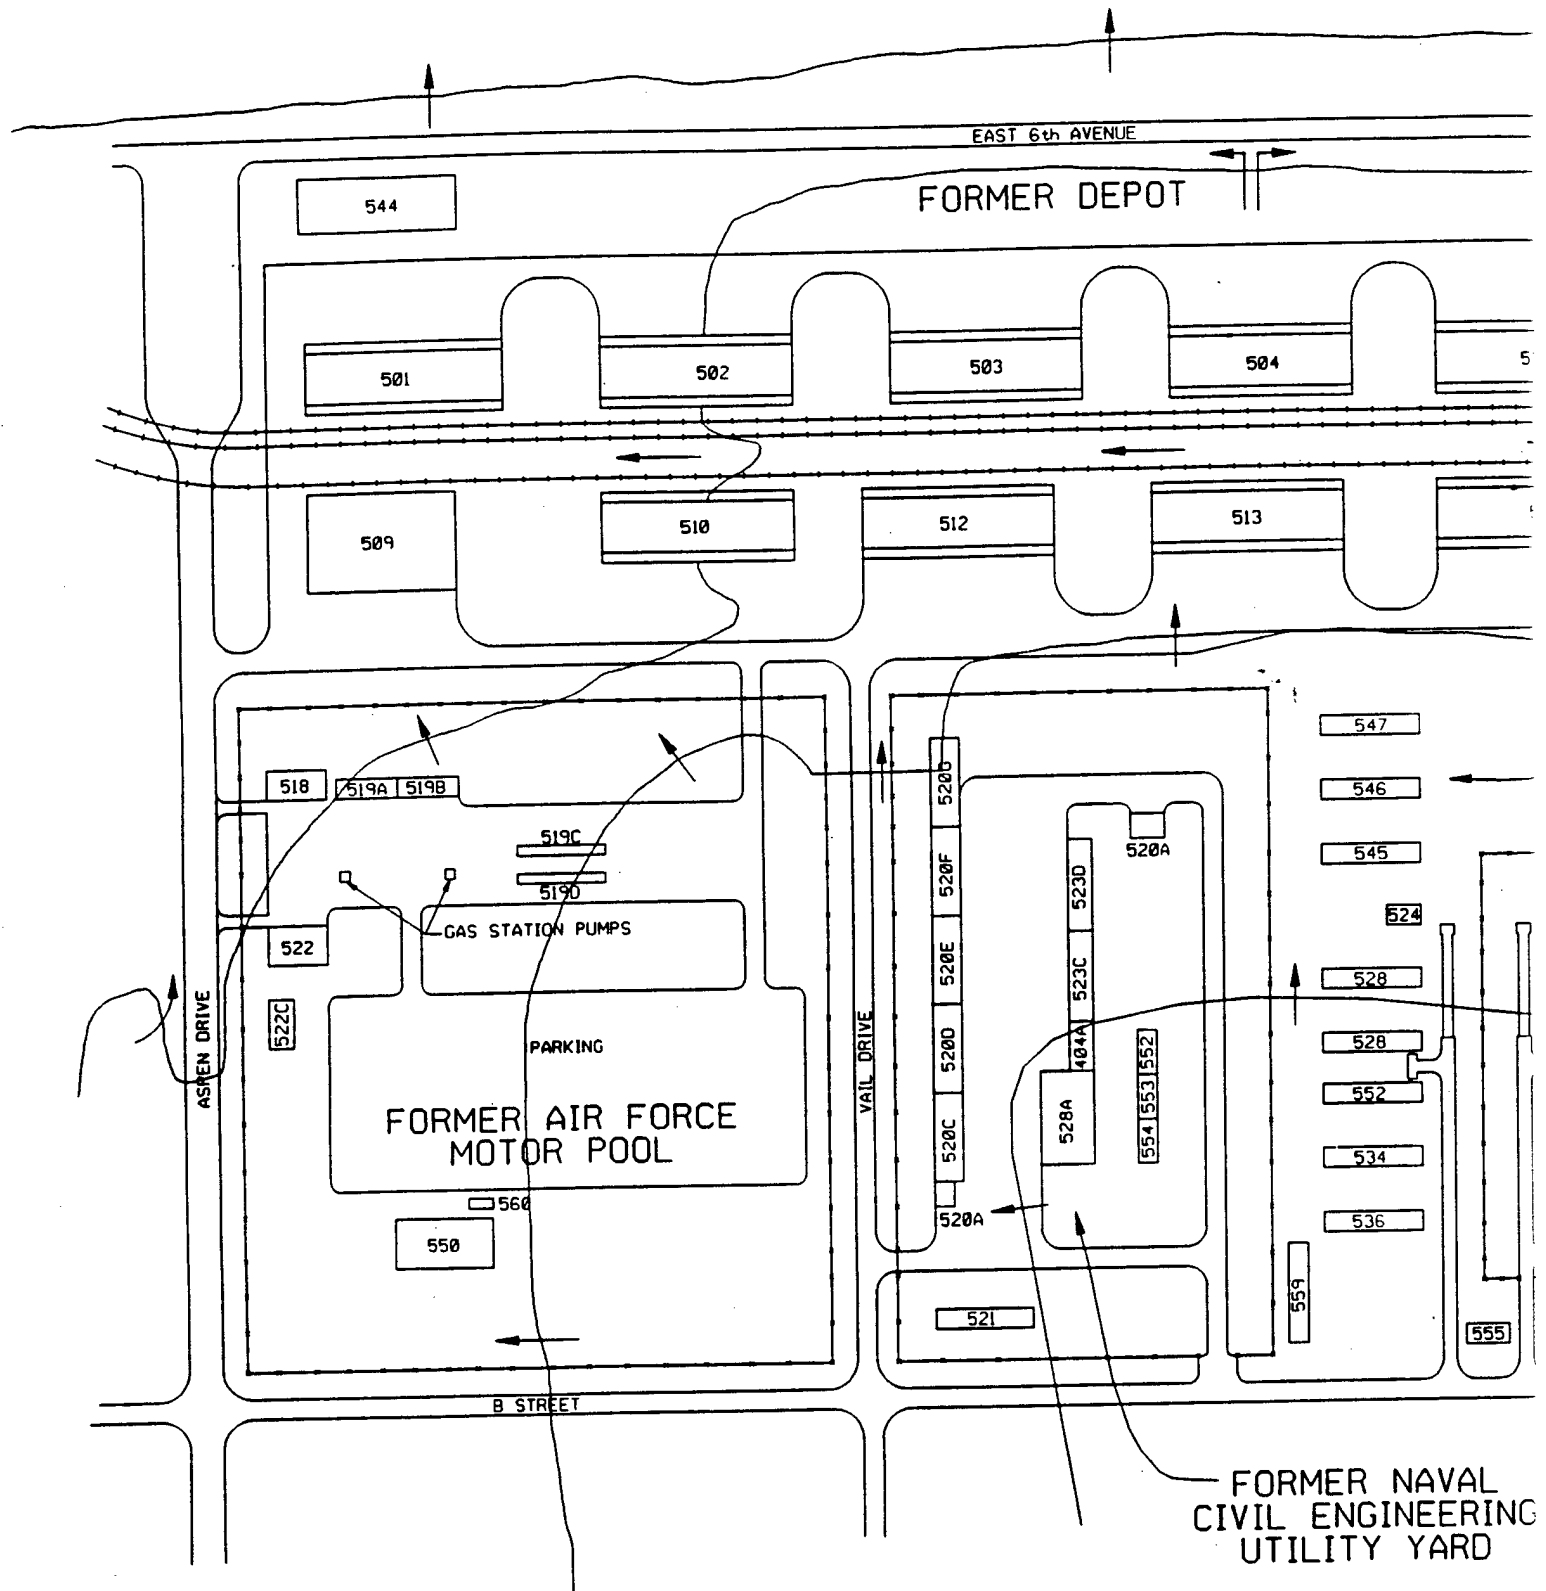 EAST 6th AVENUE
FORMER DEPOT
544
501
502
503
504
509
510
512
513
518
519A
519B
519C
519D
GAS STATION PUMPS
522
522C
ASPEN DRIVE
PARKING
FORMER AIR FORCE
MOTOR POOL
560
550
B STREET
VAIL DRIVE
520G
520F
520E
520D
520C
520A
523D
523C
404A
528A
520A
552
553
554
521
547
546
545
524
528
528
552
534
536
559
555
FORMER NAVAL
CIVIL ENGINEERING
UTILITY YARD